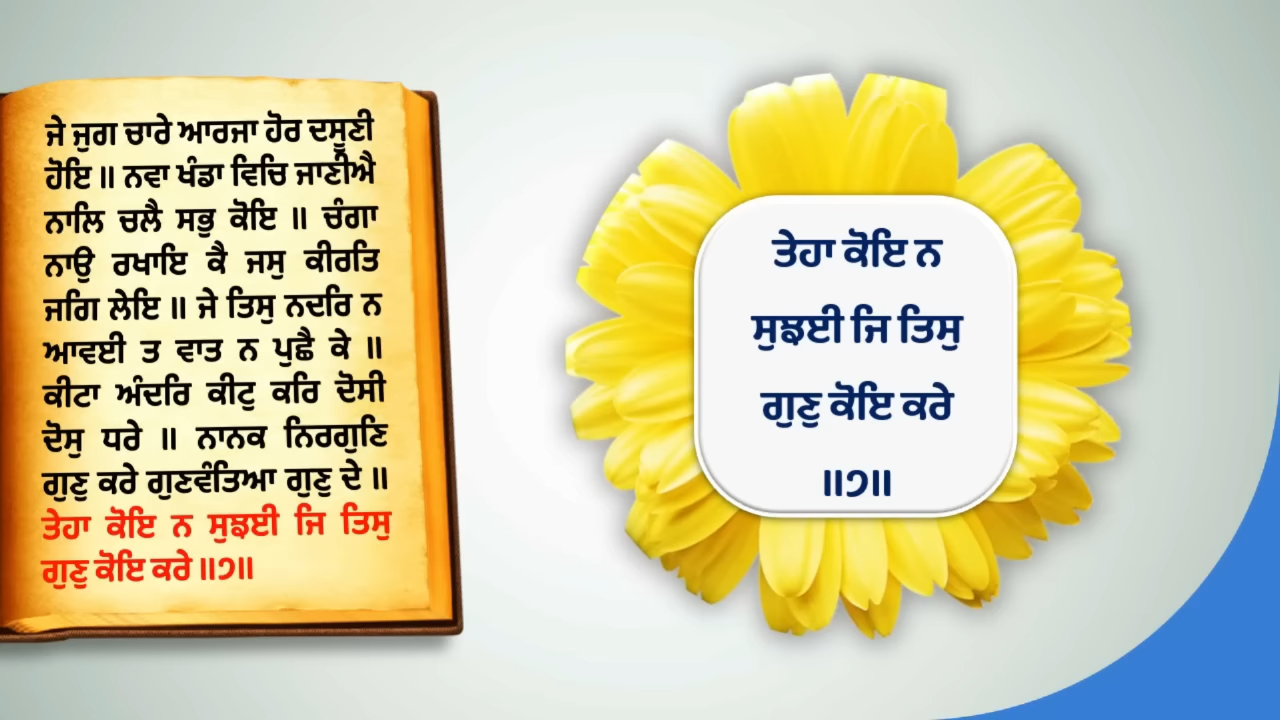 ਜੇ ਜੁਗ ਚਾਰੇ ਆਰਜਾ ਹੋਰ ਦਸੂਣੀ
ਹੋਇ ॥ ਨਵਾ ਖੰਡਾ ਵਿਚਿ ਜਾਣੀਐ
ਨਾਲਿ ਚਲੈ ਸਭੁ ਕੋਇ ॥ ਚੰਗਾ
ਨਾਉ ਰਖਾਇ ਕੈ ਜਸੁ ਕੀਰਤਿ
ਜਗਿ ਲੇਇ ॥ ਜੇ ਤਿਸੁ ਨਦਰਿ ਨ
ਆਵਈ ਤ ਵਾਤ ਨ ਪੁਛੈ ਕੇ ॥
ਕੀਟਾ ਅੰਦਰਿ ਕੀਟੁ ਕਰਿ ਦੋਸੀ
ਦੋਸੁ ਧਰੇ ॥ ਨਾਨਕ ਨਿਰਗੁਣਿ
ਗੁਣੁ ਕਰੇ ਗੁਣਵੰਤਿਆ ਗੁਣੁ ਦੇ ॥
ਤੇਹਾ ਕੋਇ ਨ ਸੁਝਈ ਜਿ ਤਿਸੁ
ਗੁਣੁ ਕੋਇ ਕਰੇ ॥੭॥
ਤੇਹਾ ਕੋਇ ਨ
ਸੁਝਈ ਜਿ ਤਿਸੁ
ਗੁਣੁ ਕੋਇ ਕਰੇ
॥੭॥